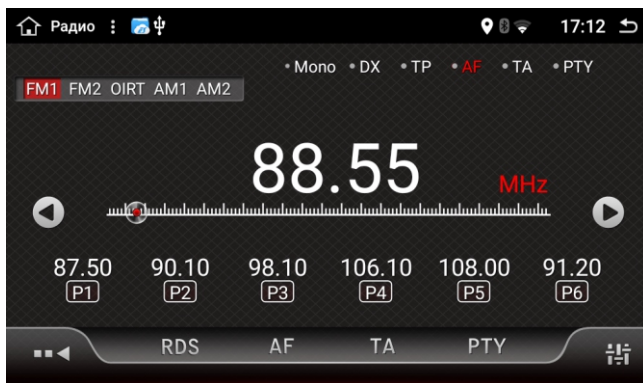 Радио 17:12
Mono DX TP AF TA PTY
FM1 FM2 OIRT AM1 AM2
88.55 MHz
87.50 90.10 98.10 106.10 108.00 91.20
P1 P2 P3 P4 P5 P6
RDS AF TA PTY